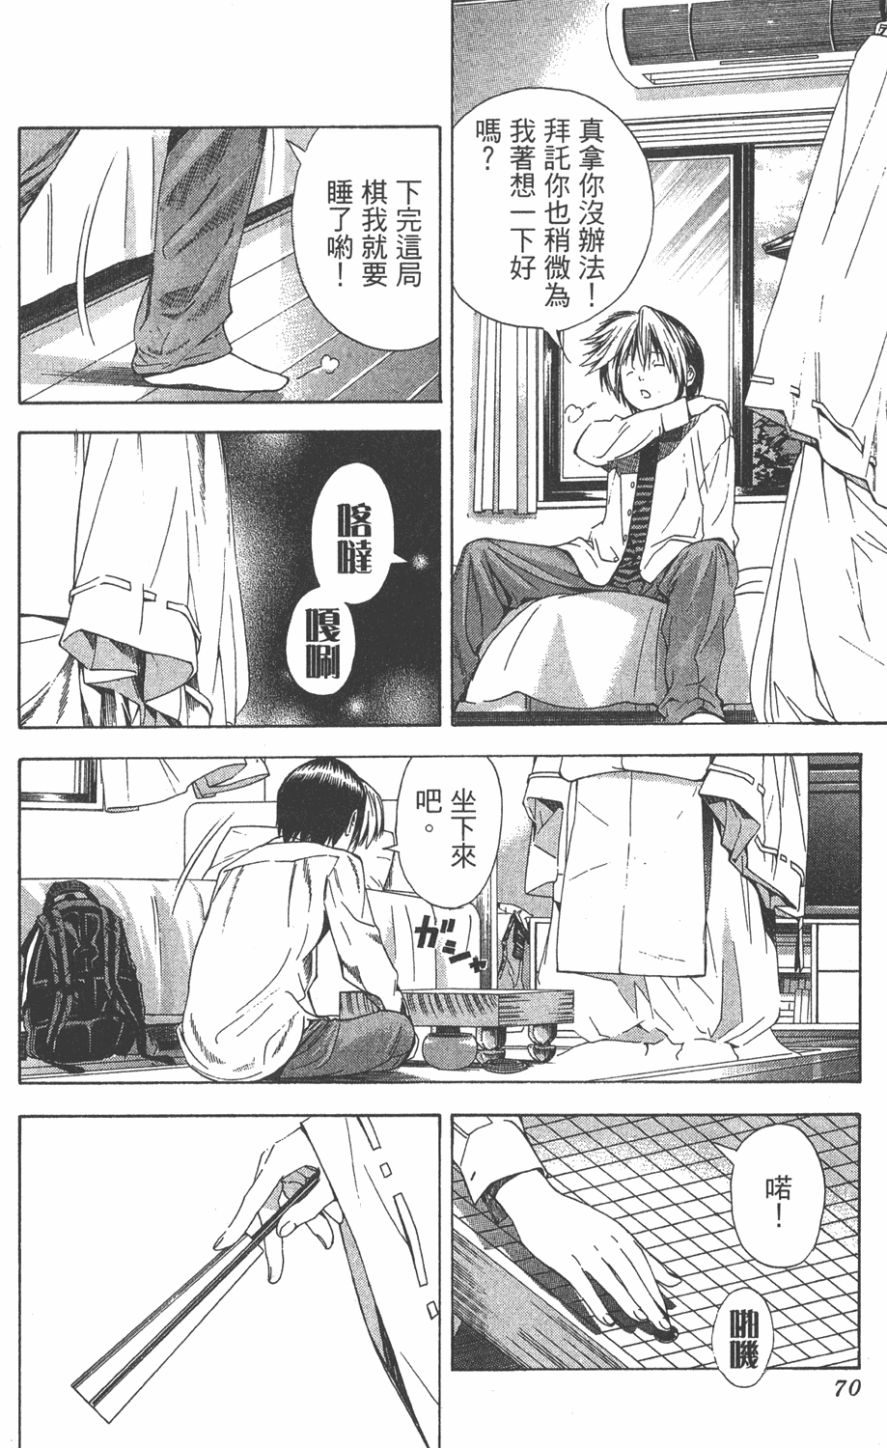 真拿你沒辦法！
拜託你也稍微為
我著想一下好
嗎？
下完這局
棋我就要
睡了喲！
喀噠
嘎唰
坐下來
吧。
ガシャ
喏！
啪嘰
70